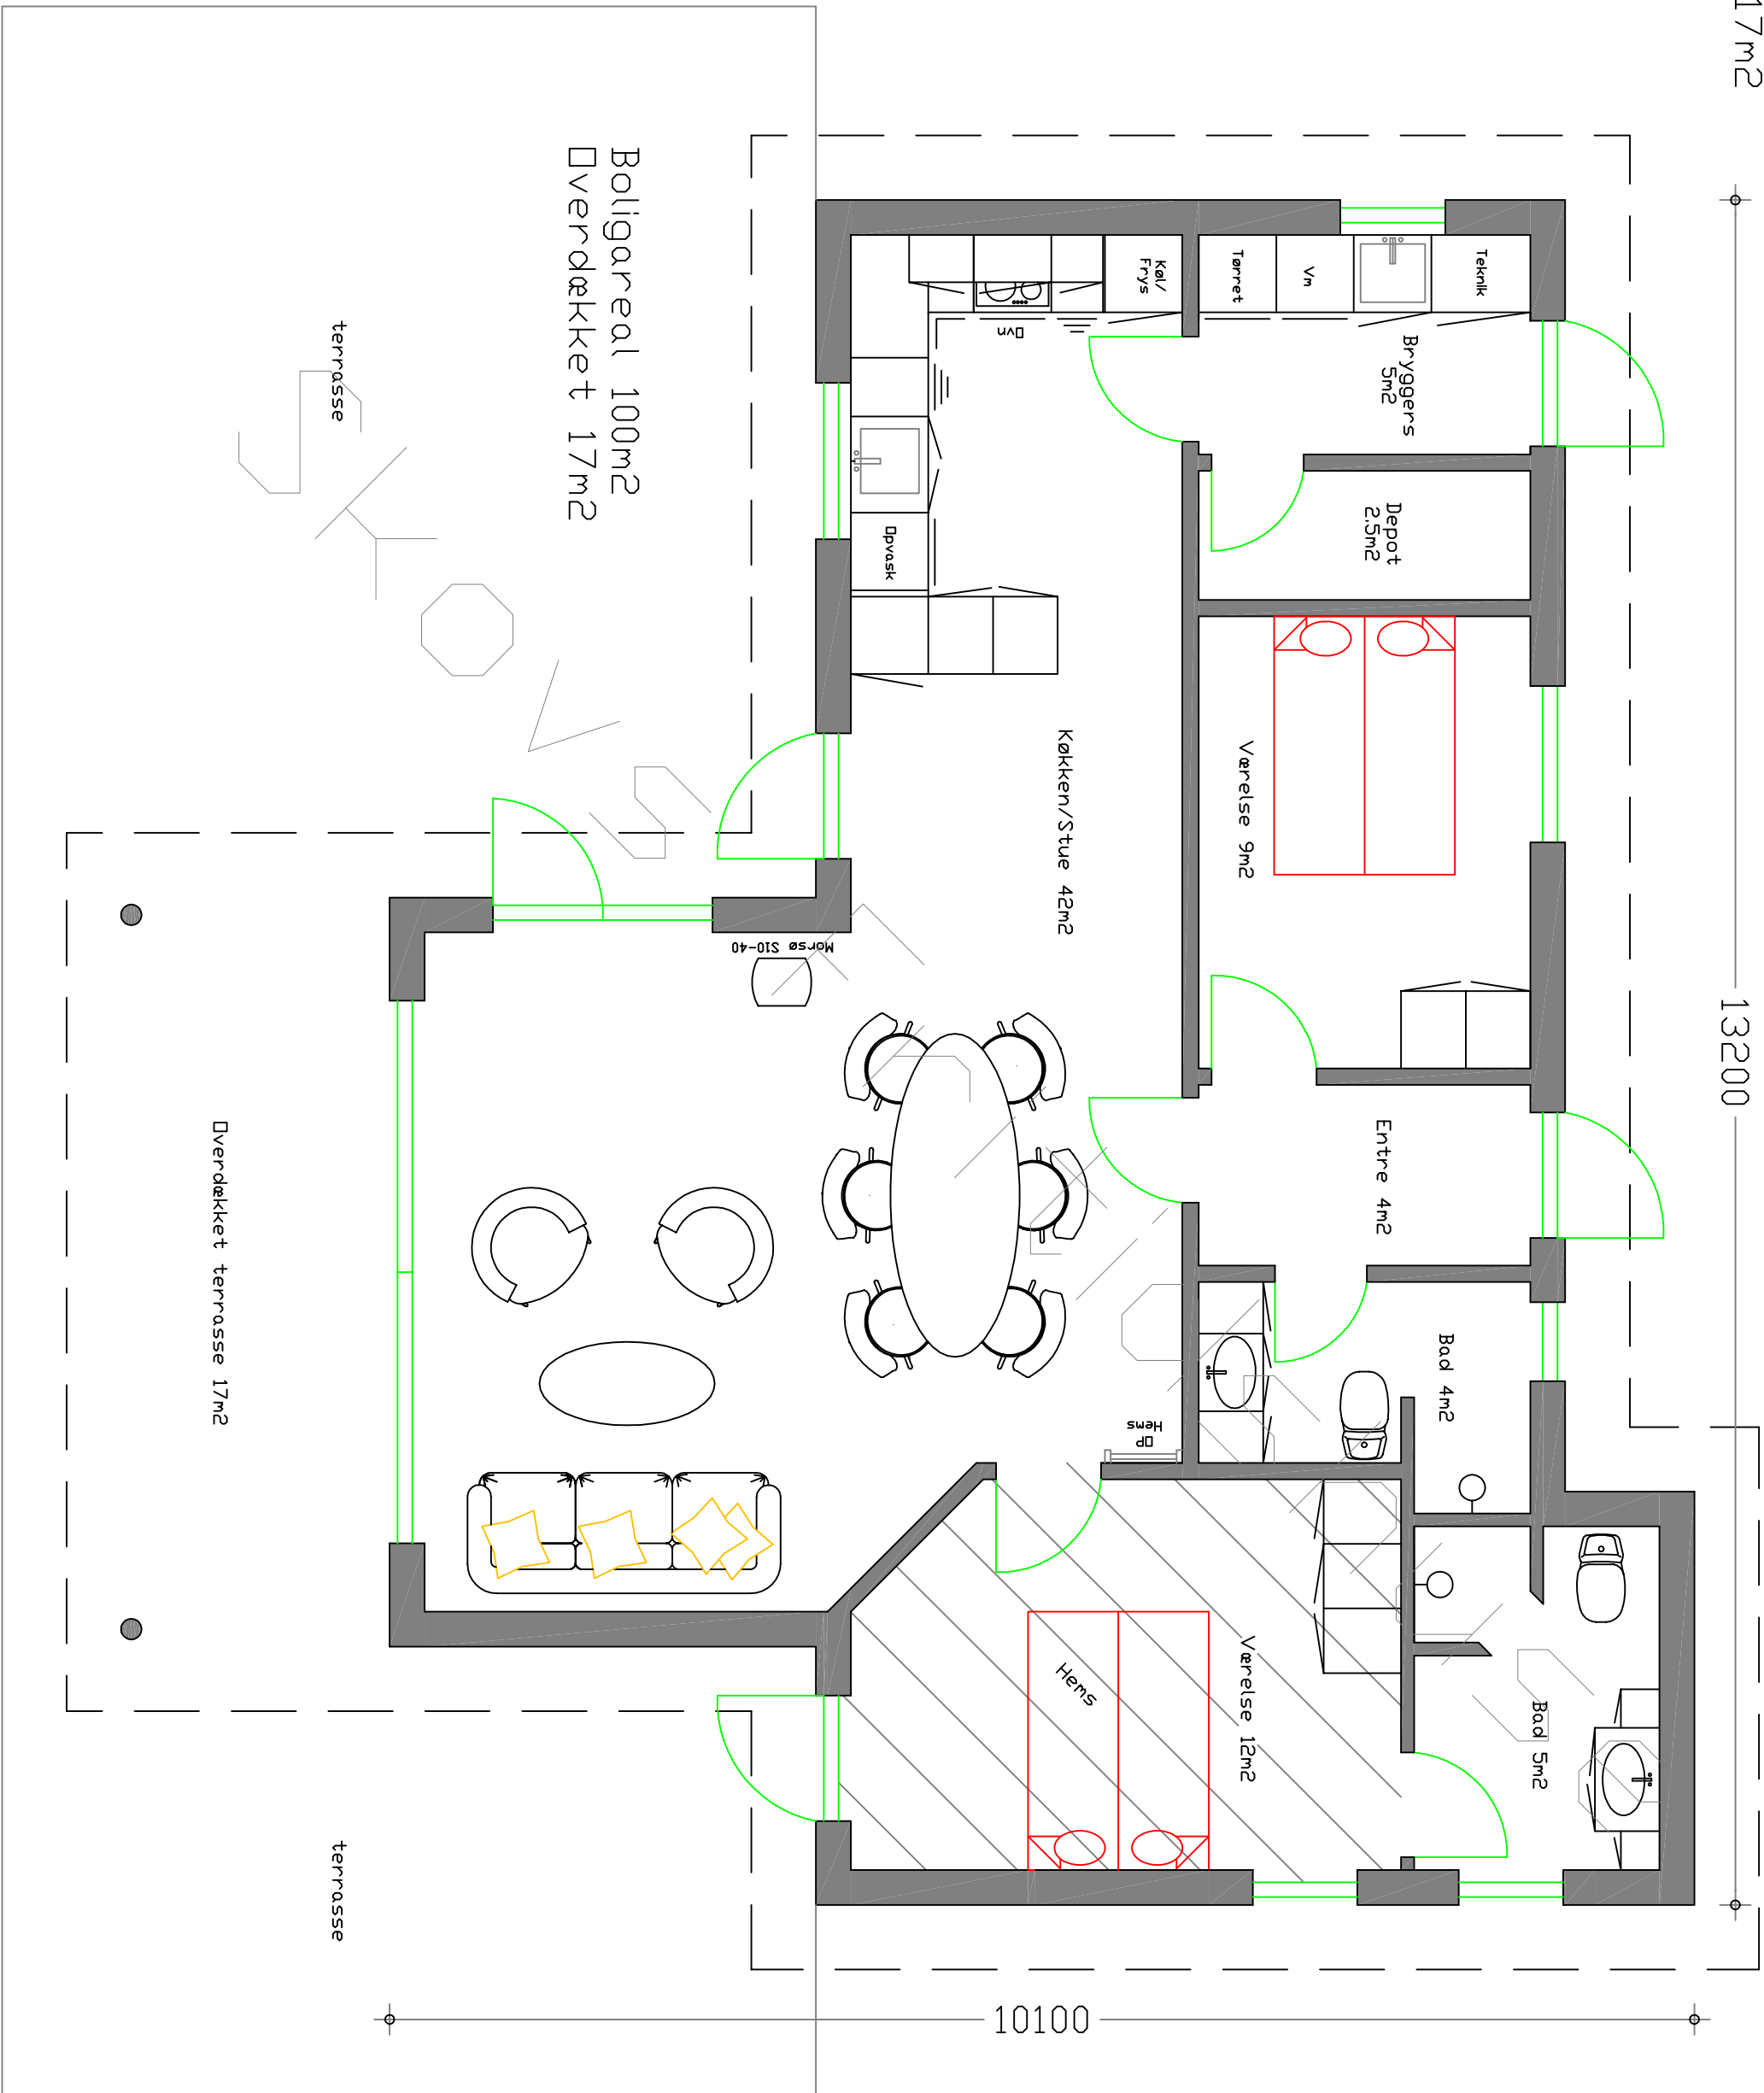 17m2
13200
10100
Boligareal 100m2
Overdækket 17m2
Teknik
Vm
Tørret
Køl/
Frys
Ovn
Bryggers
5m2
Depot
2.5m2
Opvask
Værelse 9m2
Køkken/Stue 42m2
Morsø S10-40
Entre 4m2
Bad 4m2
OP
Hems
Bad 5m2
Værelse 12m2
Hems
Overdækket terrasse 17m2
terrasse
terrasse